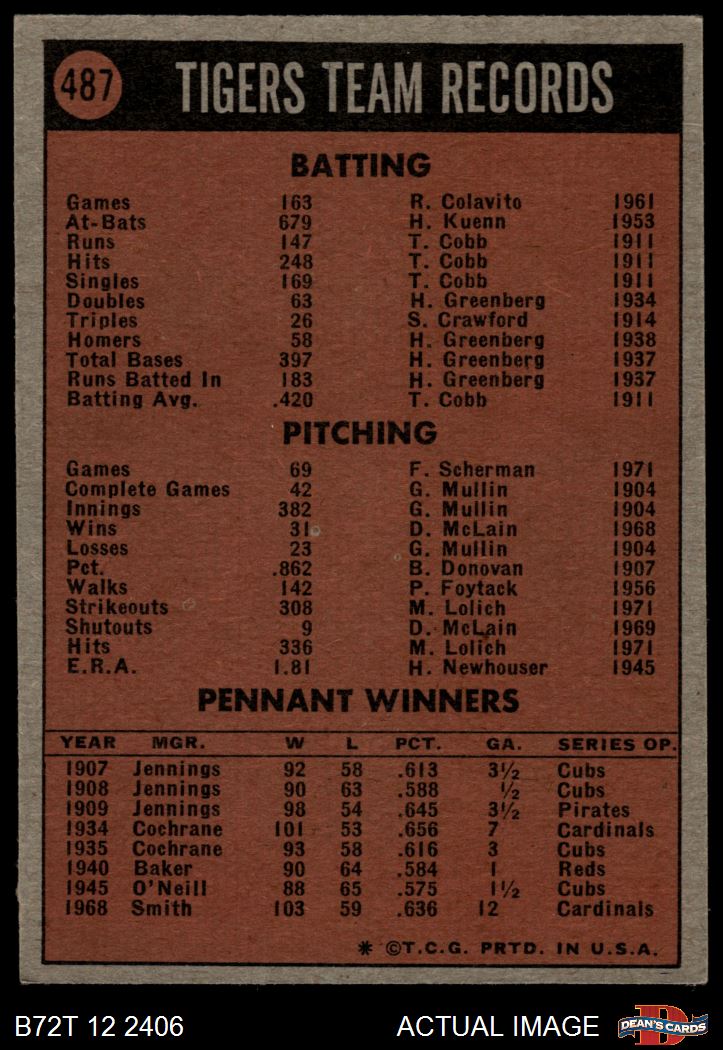 487 TIGERS TEAM RECORDS
BATTING
Games 163 R. Colavito 1961
At-Bats 679 H. Kuenn 1953
Runs 147 T. Cobb 1911
Hits 248 T. Cobb 1911
Singles 169 T. Cobb 1911
Doubles 63 H. Greenberg 1934
Triples 26 S. Crawford 1914
Homers 58 H. Greenberg 1938
Total Bases 397 H. Greenberg 1937
Runs Batted In 183 H. Greenberg 1937
Batting Avg. .420 T. Cobb 1911
PITCHING
Games 69 F. Scherman 1971
Complete Games 42 G. Mullin 1904
Innings 382 G. Mullin 1904
Wins 31 D. McLain 1968
Losses 23 G. Mullin 1904
Pct. .862 B. Donovan 1907
Walks 142 P. Foytack 1956
Strikeouts 308 M. Lolich 1971
Shutouts 9 D. McLain 1969
Hits 336 M. Lolich 1971
E.R.A. 1.81 H. Newhouser 1945
PENNANT WINNERS
YEAR MGR. W L PCT. GA. SERIES OP.
1907 Jennings 92 58 .613 3½ Cubs
1908 Jennings 90 63 .588 ½ Cubs
1909 Jennings 98 54 .645 3½ Pirates
1934 Cochrane 101 53 .656 7 Cardinals
1935 Cochrane 93 58 .616 3 Cubs
1940 Baker 90 64 .584 1 Reds
1945 O'Neill 88 65 .575 1½ Cubs
1968 Smith 103 59 .636 12 Cardinals
* ©T.C.G. PRTD. IN U.S.A.
B72T 12 2406 ACTUAL IMAGE D DEAN'S CARDS